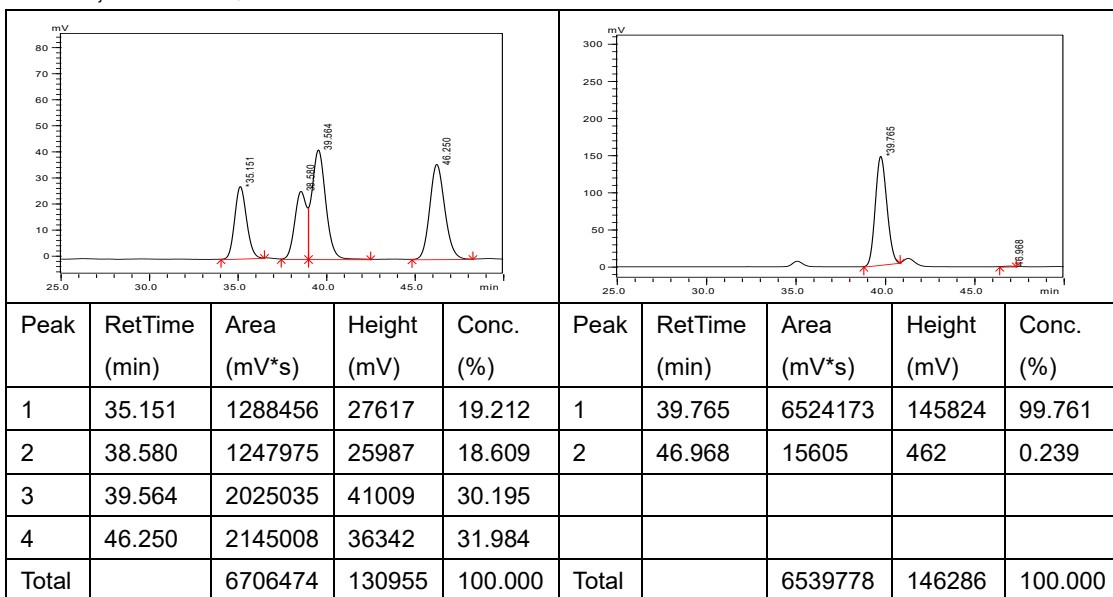 mV
80
70
60
50
40
30
20
10
0
*35.151
38.580
39.564
46.250
25.0 30.0 35.0 40.0 45.0 min
mV
300
250
200
150
100
50
0
*39.765
46.968
25.0 30.0 35.0 40.0 45.0 min
Peak RetTime Area Height Conc. Peak RetTime Area Height Conc.
(min) (mV*s) (mV) (%) (min) (mV*s) (mV) (%)
1 35.151 1288456 27617 19.212 1 39.765 6524173 145824 99.761
2 38.580 1247975 25987 18.609 2 46.968 15605 462 0.239
3 39.564 2025035 41009 30.195
4 46.250 2145008 36342 31.984
Total 6706474 130955 100.000 Total 6539778 146286 100.000